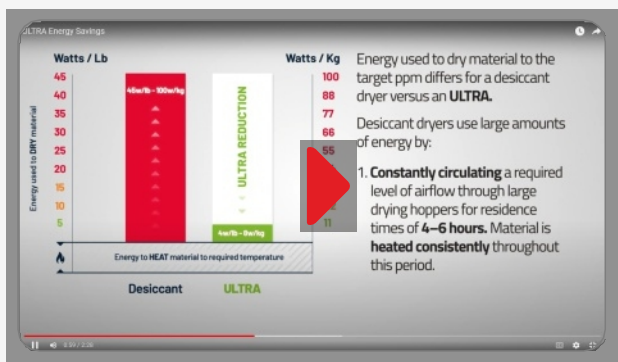 ULTRA Energy Savings
Watts / Lb
Watts / Kg
45
40
35
30
25
20
15
10
5
Energy used to DRY material
45w/lb - 100w/kg
ULTRA REDUCTION
4w/lb - 9w/kg
100
88
77
66
55
11
Energy to HEAT material to required temperature
Desiccant
ULTRA
Energy used to dry material to the
target ppm differs for a desiccant
dryer versus an ULTRA.
Desiccant dryers use large amounts
of energy by:
1. Constantly circulating a required
level of airflow through large
drying hoppers for residence
times of 4–6 hours. Material is
heated consistently throughout
this period.